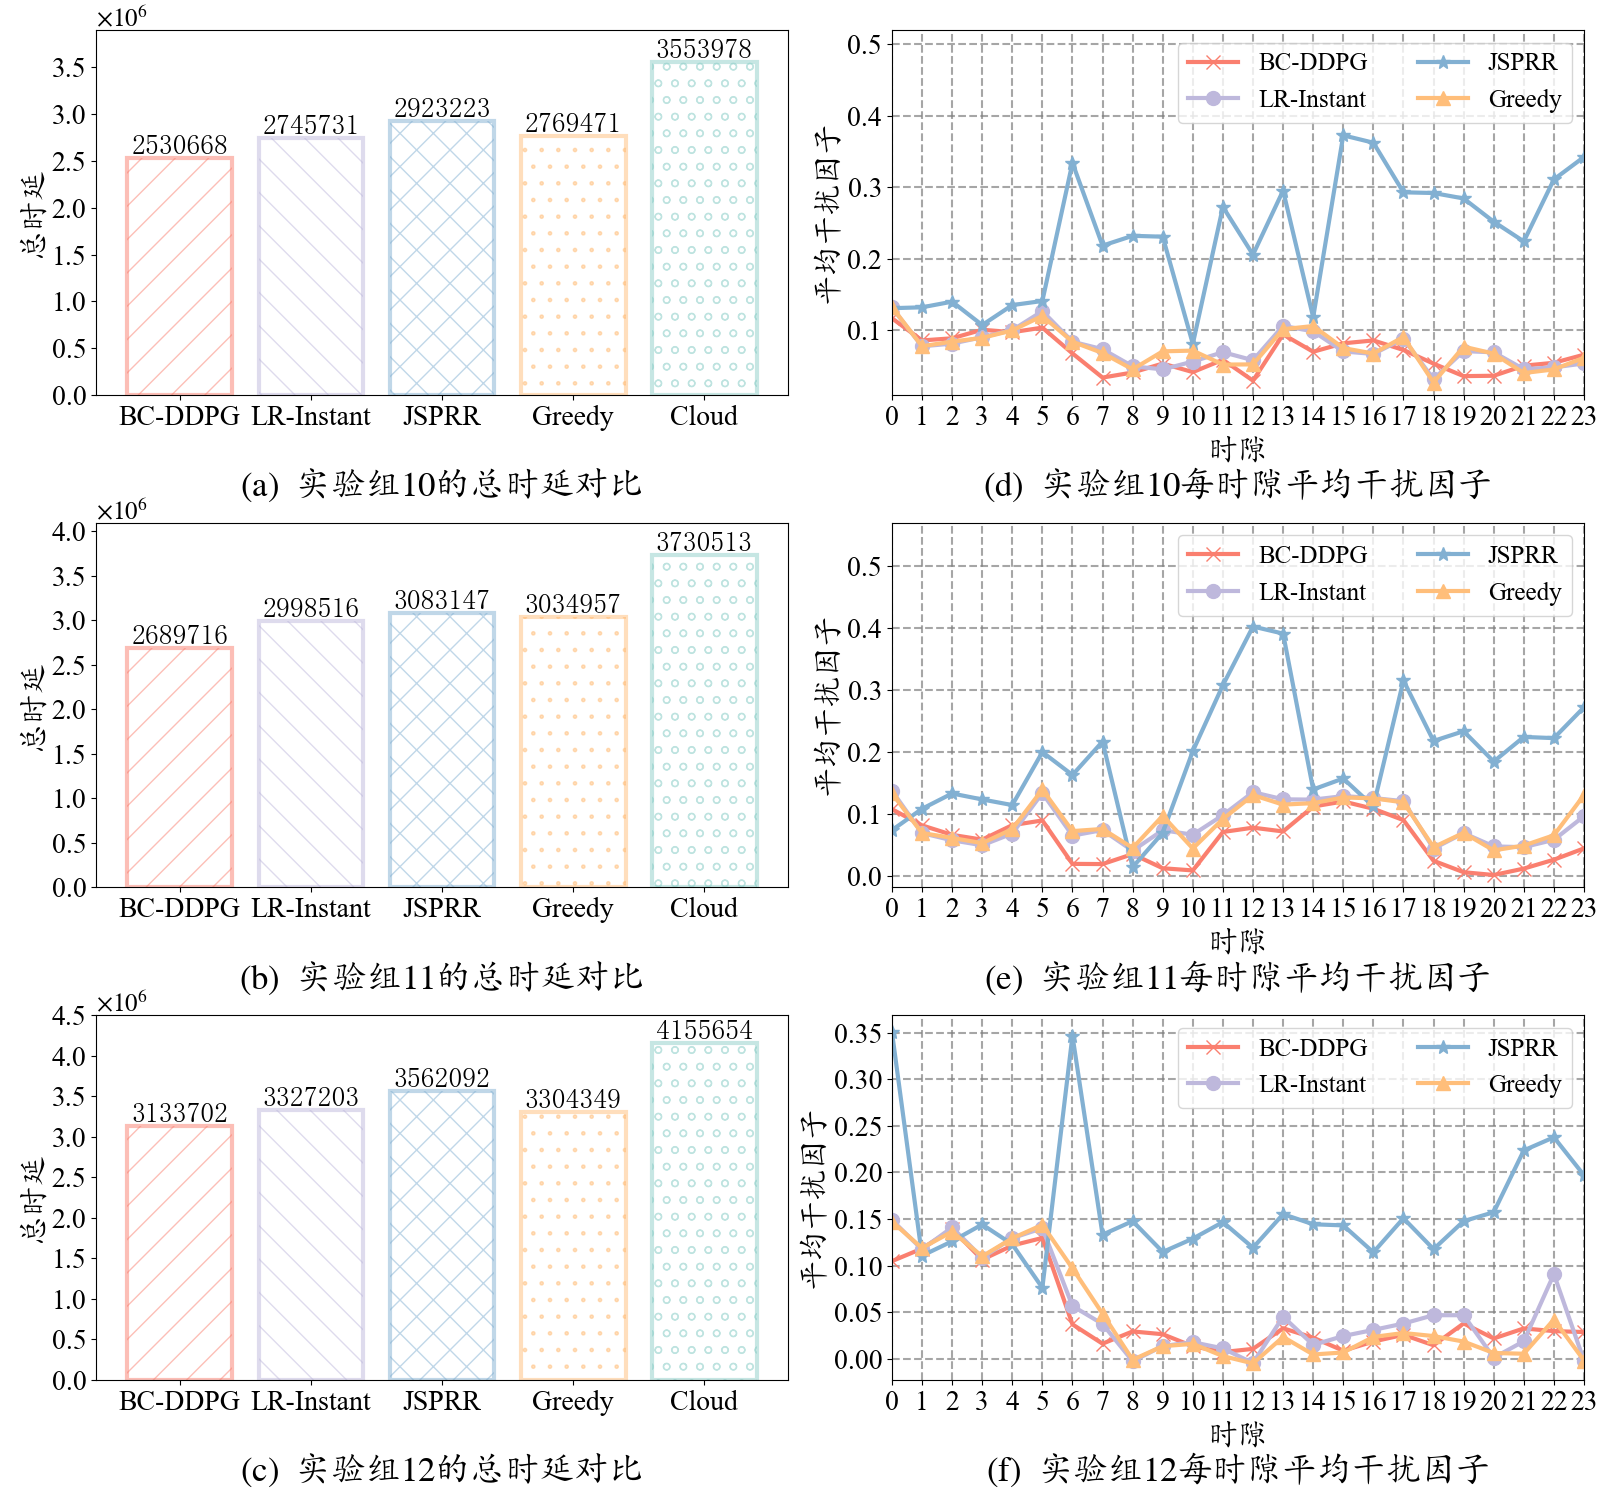 ×10⁶
3.5
3.0
2.5
2.0
1.5
1.0
0.5
0.0
总时延
2530668
2745731
2923223
2769471
3553978
BC-DDPG LR-Instant JSPRR Greedy Cloud
(a) 实验组10的总时延对比
0.5
0.4
0.3
0.2
0.1
平均干扰因子
BC-DDPG JSPRR
LR-Instant Greedy
0 1 2 3 4 5 6 7 8 9 10 11 12 13 14 15 16 17 18 19 20 21 22 23
时隙
(d) 实验组10每时隙平均干扰因子
×10⁶
4.0
3.5
3.0
2.5
2.0
1.5
1.0
0.5
0.0
总时延
2689716
2998516
3083147
3034957
3730513
BC-DDPG LR-Instant JSPRR Greedy Cloud
(b) 实验组11的总时延对比
0.5
0.4
0.3
0.2
0.1
0.0
平均干扰因子
BC-DDPG JSPRR
LR-Instant Greedy
0 1 2 3 4 5 6 7 8 9 10 11 12 13 14 15 16 17 18 19 20 21 22 23
时隙
(e) 实验组11每时隙平均干扰因子
×10⁶
4.5
4.0
3.5
3.0
2.5
2.0
1.5
1.0
0.5
0.0
总时延
3133702
3327203
3562092
3304349
4155654
BC-DDPG LR-Instant JSPRR Greedy Cloud
(c) 实验组12的总时延对比
0.35
0.30
0.25
0.20
0.15
0.10
0.05
0.00
平均干扰因子
BC-DDPG JSPRR
LR-Instant Greedy
0 1 2 3 4 5 6 7 8 9 10 11 12 13 14 15 16 17 18 19 20 21 22 23
时隙
(f) 实验组12每时隙平均干扰因子